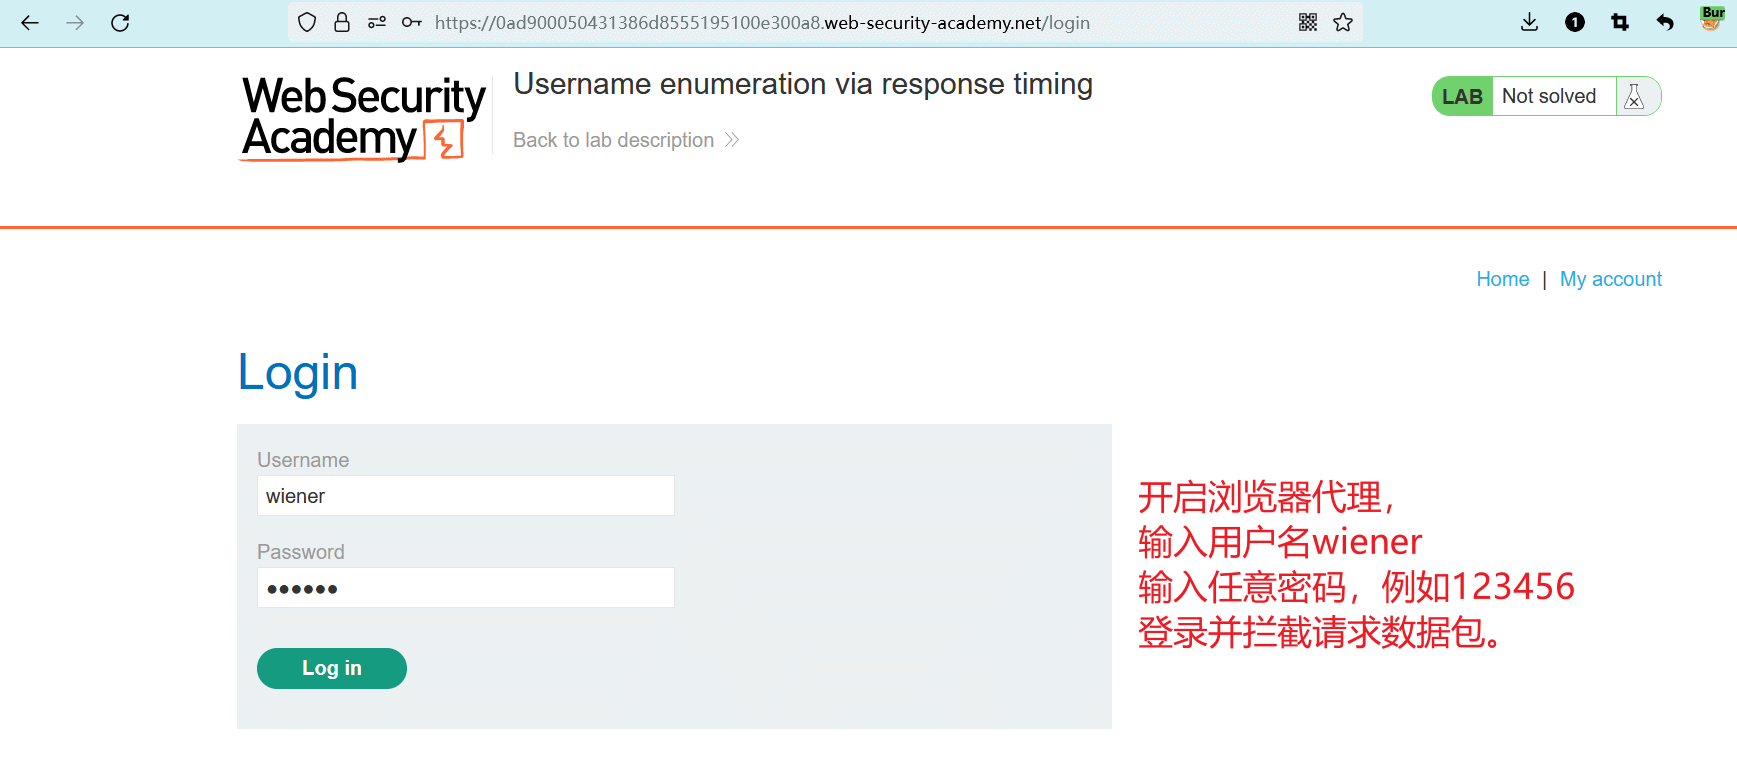 https://0ad900050431386d8555195100e300a8.web-security-academy.net/login
1
Bur
Web Security
Academy
Username enumeration via response timing
Back to lab description
LAB Not solved
Home | My account
Login
Username
wiener
Password
••••••
Log in
开启浏览器代理，
输入用户名wiener
输入任意密码，例如123456
登录并拦截请求数据包。